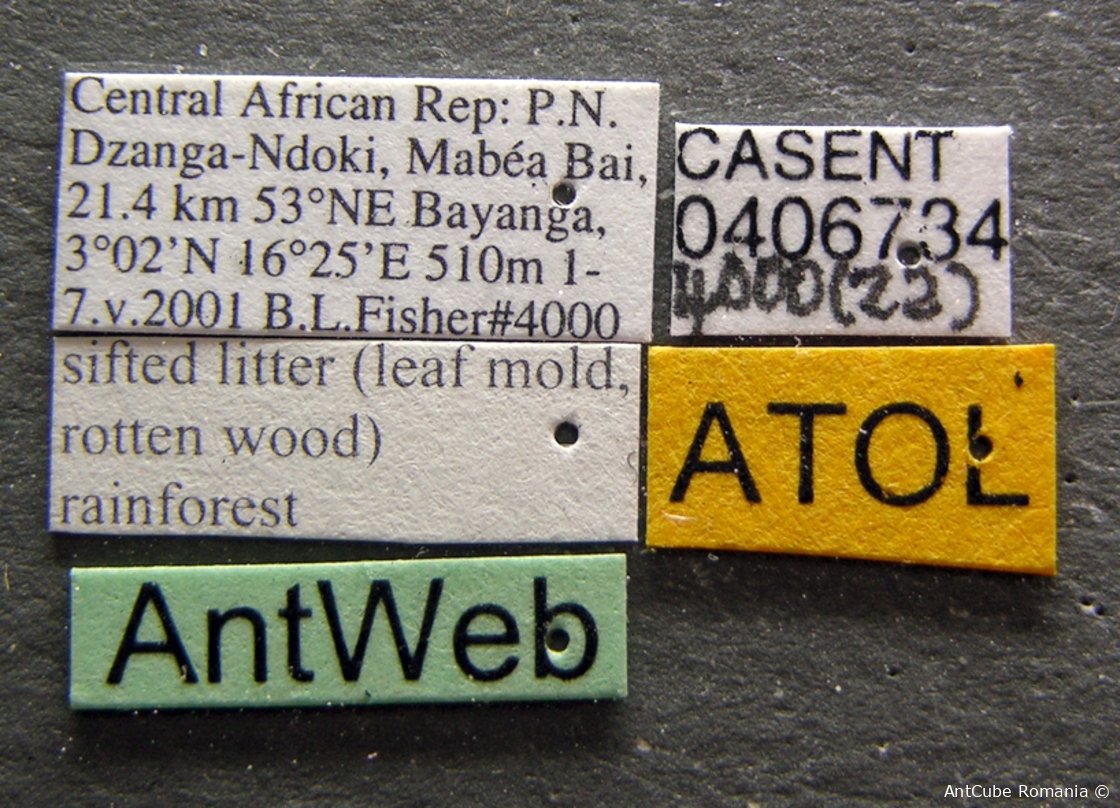 Central African Rep: P.N.
Dzanga-Ndoki, Mabéa Bai,
21.4 km 53°NE Bayanga,
3°02’N 16°25’E 510m 1-
7.v.2001 B.L.Fisher#4000
sifted litter (leaf mold,
rotten wood)
rainforest
AntWeb
CASENT
0406734
4000(23)
ATOL
AntCube Romania ©